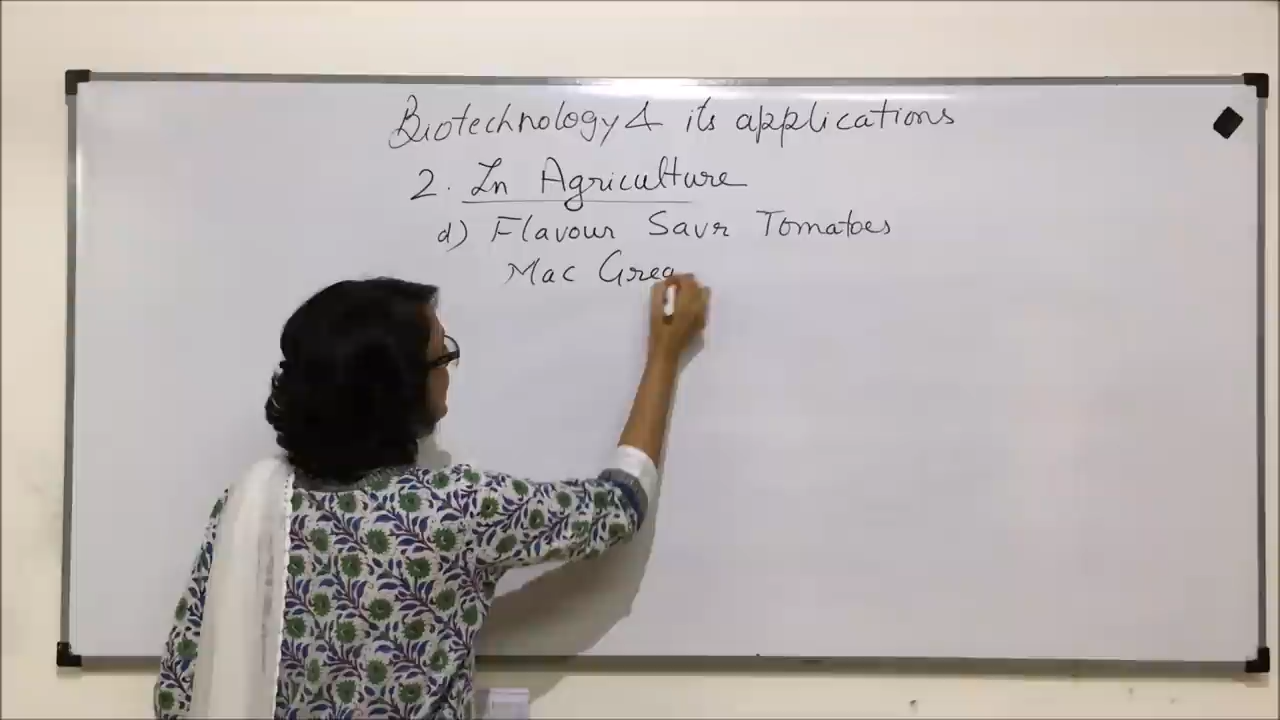 Biotechnology & its applications
2. In Agriculture
d) Flavour Savr Tomatoes
Mac Greg